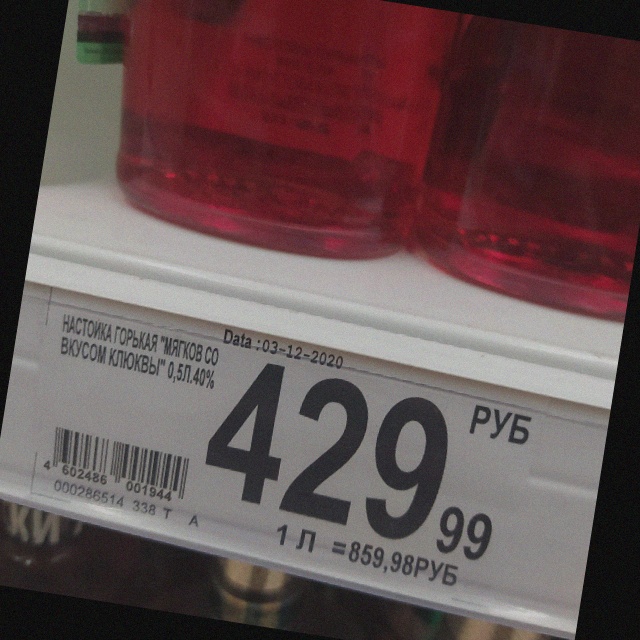 НАСТОЙКА ГОРЬКАЯ "МЯГКОВ СО
ВКУСОМ КЛЮКВЫ" 0,5Л.40%
Data :03-12-2020
429 99
РУБ
4 602486 001944
000286514 338 Т А
1 Л =859,98РУБ
КИ